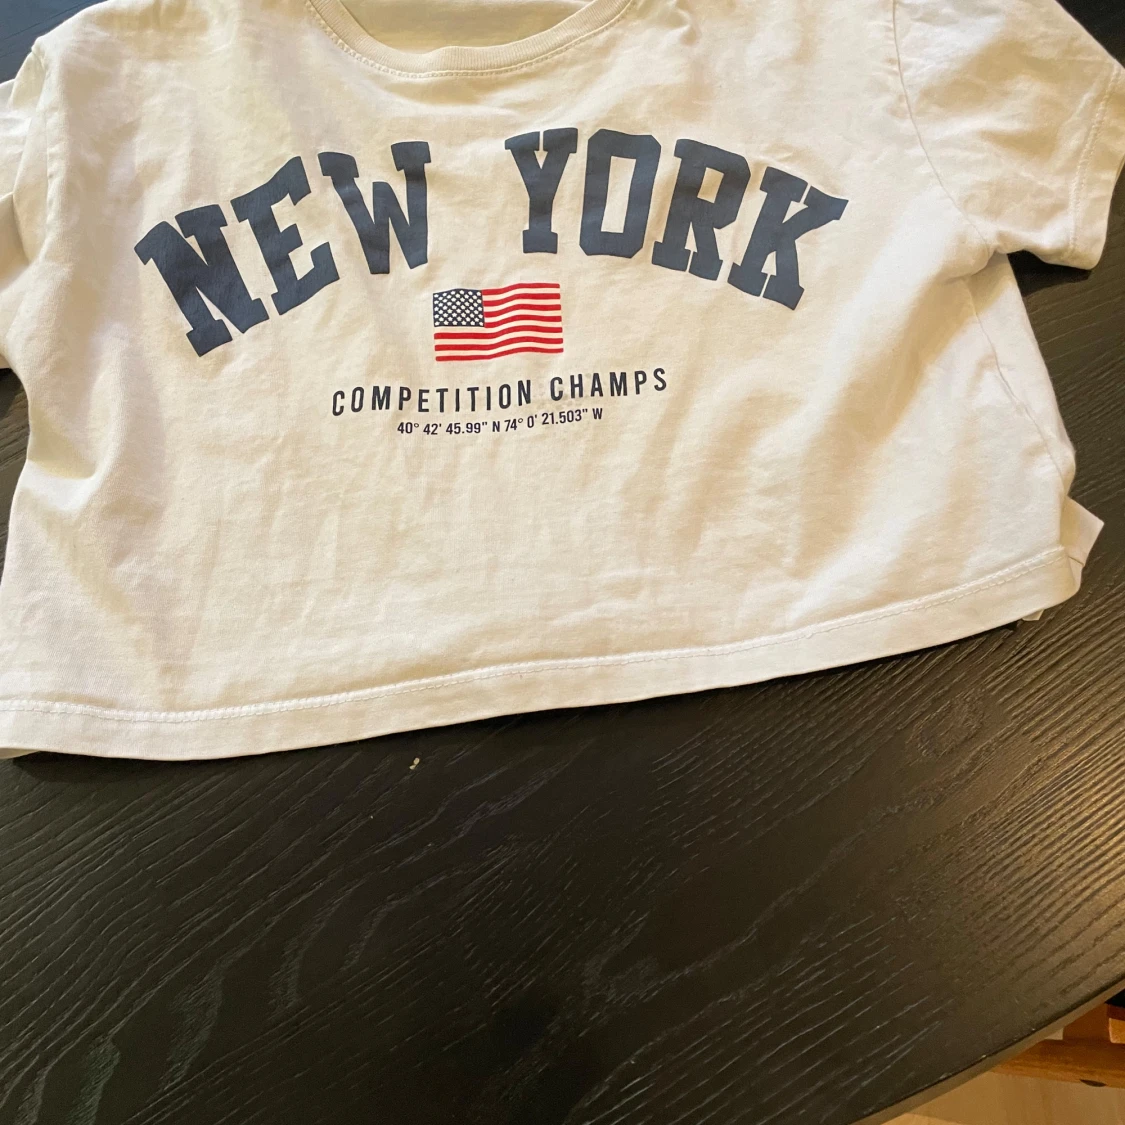 NEW YORK
COMPETITION CHAMPS
40° 42' 45.99" N 74° 0' 21.503" W